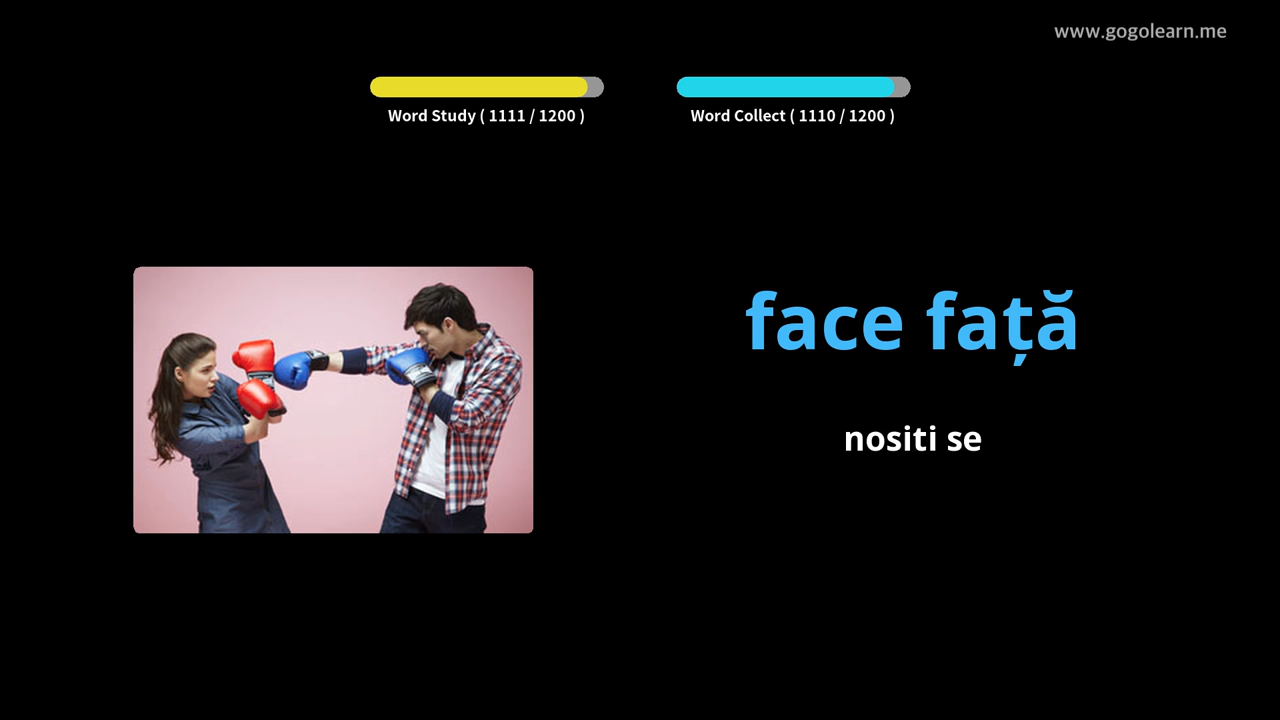 www.gogolearn.me
Word Study ( 1111 / 1200 )
Word Collect ( 1110 / 1200 )
face față
nositi se